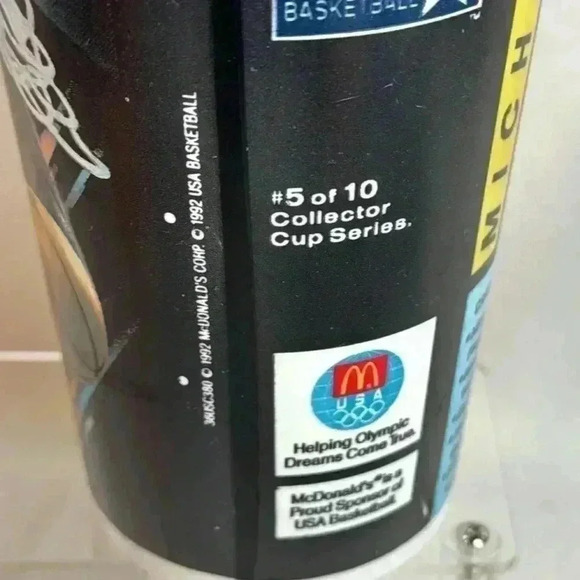 BASKETBALL
MICH
38USC380 © 1992 McDONALD'S CORP. © 1992 USA BASKETBALL
#5 of 10
Collector
Cup Series.
M
USA
Helping Olympic
Dreams Come True.
McDonald's® is a
Proud Sponsor of
USA Basketball.